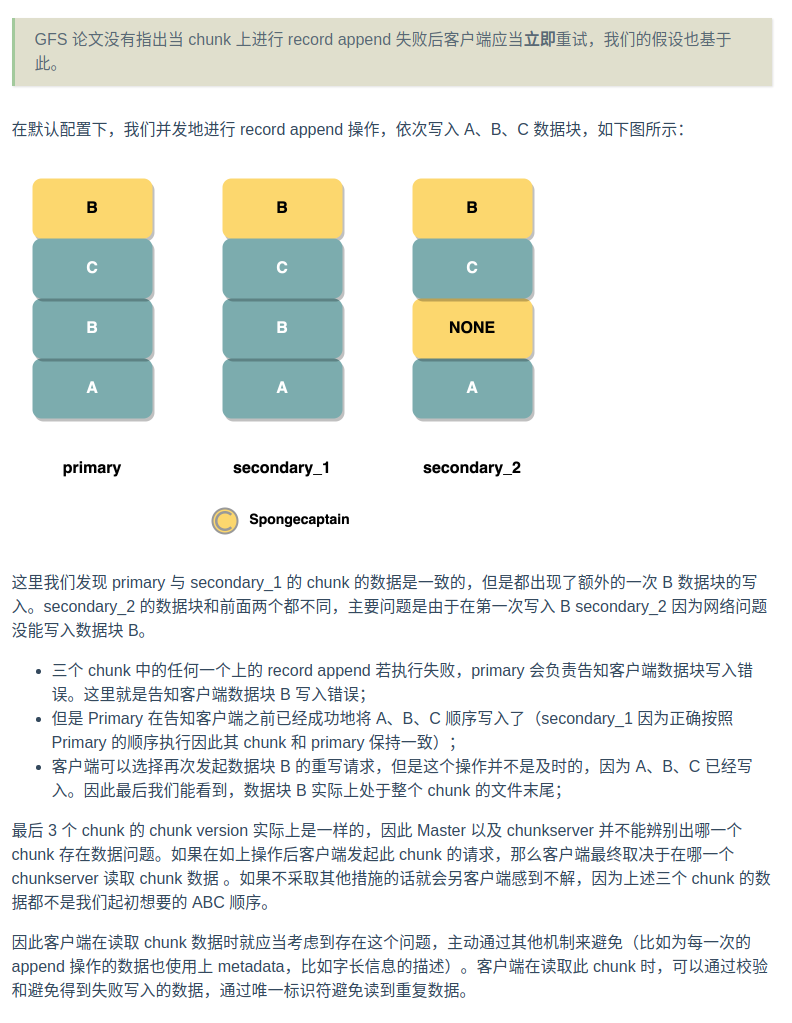 GFS 论文没有指出当 chunk 上进行 record append 失败后客户端应当立即重试，我们的假设也基于
此。
在默认配置下，我们并发地进行 record append 操作，依次写入 A、B、C 数据块，如下图所示：
B B B
C C C
B B NONE
A A A
primary secondary_1 secondary_2
Spongecaptain
这里我们发现 primary 与 secondary_1 的 chunk 的数据是一致的，但是都出现了额外的一次 B 数据块的写
入。secondary_2 的数据块和前面两个都不同，主要问题是由于在第一次写入 B secondary_2 因为网络问题
没能写入数据块 B。
三个 chunk 中的任何一个上的 record append 若执行失败，primary 会负责告知客户端数据块写入错
误。这里就是告知客户端数据块 B 写入错误；
但是 Primary 在告知客户端之前已经成功地将 A、B、C 顺序写入了（secondary_1 因为正确按照
Primary 的顺序执行因此其 chunk 和 primary 保持一致）；
客户端可以选择再次发起数据块 B 的重写请求，但是这个操作并不是及时的，因为 A、B、C 已经写
入。因此最后我们能看到，数据块 B 实际上处于整个 chunk 的文件末尾；
最后 3 个 chunk 的 chunk version 实际上是一样的，因此 Master 以及 chunkserver 并不能辨别出哪一个
chunk 存在数据问题。如果在如上操作后客户端发起此 chunk 的请求，那么客户端最终取决于在哪一个
chunkserver 读取 chunk 数据 。如果不采取其他措施的话就会另客户端感到不解，因为上述三个 chunk 的数
据都不是我们起初想要的 ABC 顺序。
因此客户端在读取 chunk 数据时就应当考虑到存在这个问题，主动通过其他机制来避免（比如为每一次的
append 操作的数据也使用上 metadata，比如字长信息的描述）。客户端在读取此 chunk 时，可以通过校验
和避免得到失败写入的数据，通过唯一标识符避免读到重复数据。